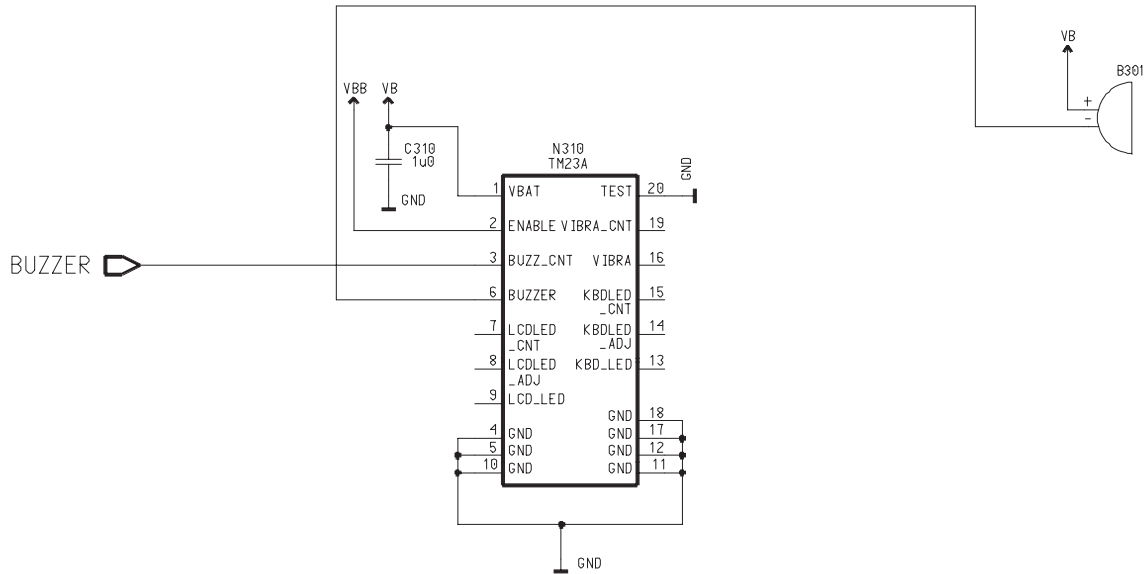 VB
B301
+
-
VBB
VB
C310
1u0
GND
N310
TM23A
GND
1 VBAT TEST 20
2 ENABLE VIBRA_CNT 19
BUZZER
3 BUZZ_CNT VIBRA 16
6 BUZZER KBDLED 15
_CNT
7 LCDLED KBDLED 14
_CNT _ADJ
8 LCDLED KBD_LED 13
_ADJ
9 LCD_LED
GND 18
4 GND GND 17
5 GND GND 12
10 GND GND 11
GND